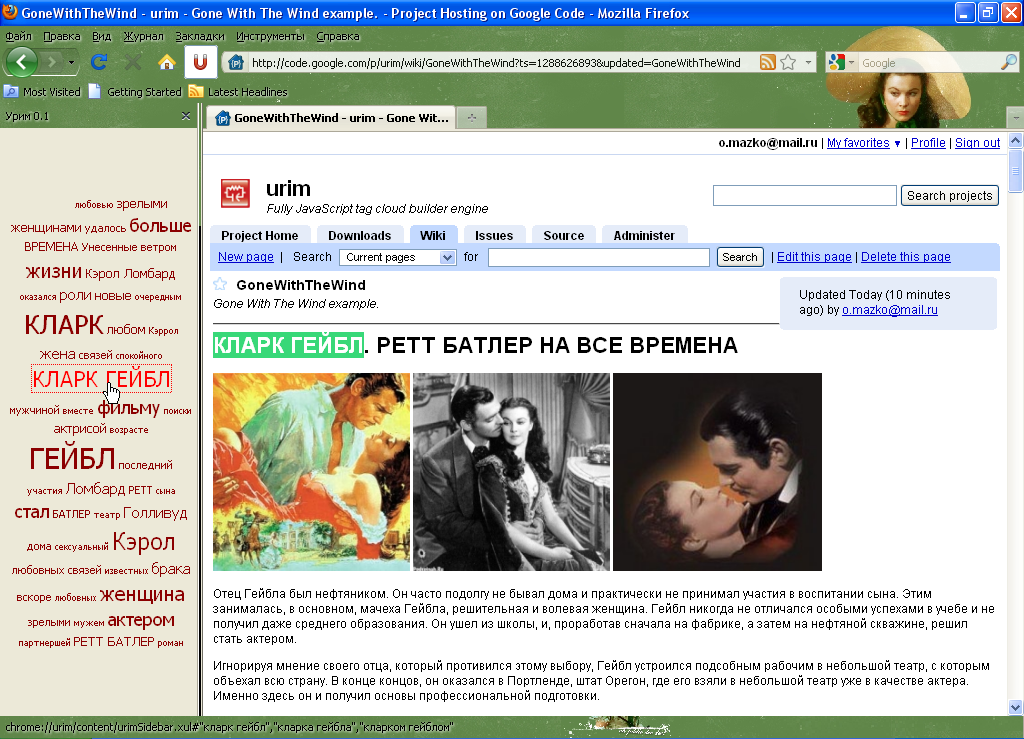 GoneWithTheWind - urim - Gone With The Wind example. - Project Hosting on Google Code - Mozilla Firefox
Файл Правка Вид Журнал Закладки Инструменты Справка
http://code.google.com/p/urim/wiki/GoneWithTheWind?ts=1288626893&updated=GoneWithTheWind
Google
Most Visited Getting Started Latest Headlines
Урим 0.1
GoneWithTheWind - urim - Gone Wit...
o.mazko@mail.ru | My favorites ▼ | Profile | Sign out
urim
Fully JavaScript tag cloud builder engine
Search projects
Project Home Downloads Wiki Issues Source Administer
New page | Search Current pages for Search | Edit this page | Delete this page
GoneWithTheWind
Gone With The Wind example.
Updated Today (10 minutes
ago) by o.mazko@mail.ru
КЛАРК ГЕЙБЛ. РЕТТ БАТЛЕР НА ВСЕ ВРЕМЕНА
Отец Гейбла был нефтяником. Он часто подолгу не бывал дома и практически не принимал участия в воспитании сына. Этим
занималась, в основном, мачеха Гейбла, решительная и волевая женщина. Гейбл никогда не отличался особыми успехами в учебе и не
получил даже среднего образования. Он ушел из школы, и, проработав сначала на фабрике, а затем на нефтяной скважине, решил
стать актером.
Игнорируя мнение своего отца, который противился этому выбору, Гейбл устроился подсобным рабочим в небольшой театр, с которым
объехал всю страну. В конце концов, он оказался в Портленде, штат Орегон, где его взяли в небольшой театр уже в качестве актера.
Именно здесь он и получил основы профессиональной подготовки.
любовью зрелыми
женщинами удалось больше
ВРЕМЕНА Унесенные ветром
жизни Кэрол Ломбард
оказался роли новые очередным
КЛАРК любом Кэррол
жена связей спокойного
КЛАРК ГЕЙБЛ
мужчиной вместе фильму поиски
актрисой возрасте
ГЕЙБЛ последний
участия Ломбард РЕТТ сына
стал БАТЛЕР театр Голливуд
дома сексуальный Кэрол
любовных связей известных брака
вскоре любовных женщина
зрелыми мужем актером
партнершей РЕТТ БАТЛЕР роман
chrome://urim/content/urimSidebar.xul#"кларк гейбл","кларка гейбла","кларком гейблом"